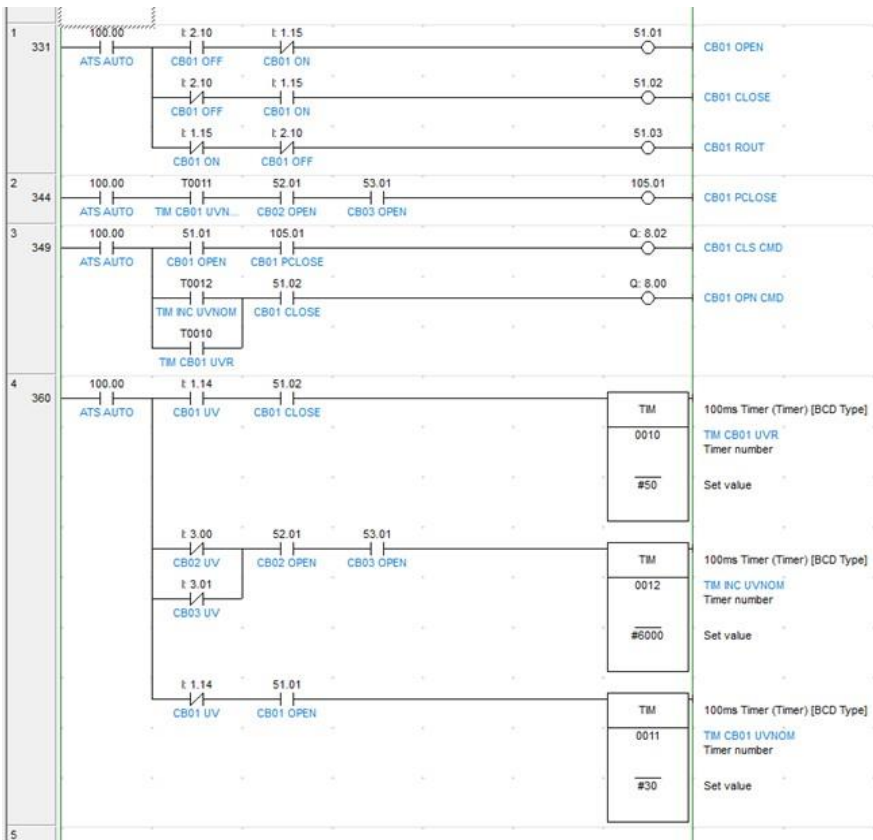 1
331
100.00 I: 2.10 I: 1.15 51.01
ATS AUTO CB01 OFF CB01 ON CB01 OPEN
I: 2.10 I: 1.15 51.02
CB01 OFF CB01 ON CB01 CLOSE
I: 1.15 I: 2.10 51.03
CB01 ON CB01 OFF CB01 ROUT
2
344
100.00 T0011 52.01 53.01 105.01
ATS AUTO TIM CB01 UVN... CB02 OPEN CB03 OPEN CB01 PCLOSE
3
349
100.00 51.01 105.01 Q: 8.02
ATS AUTO CB01 OPEN CB01 PCLOSE CB01 CLS CMD
T0012 51.02 Q: 8.00
TIM INC UVNOM CB01 CLOSE CB01 OPN CMD
T0010
TIM CB01 UVR
4
360
100.00 I: 1.14 51.02
ATS AUTO CB01 UV CB01 CLOSE
TIM 100ms Timer (Timer) [BCD Type]
0010 TIM CB01 UVR
Timer number
#50 Set value
I: 3.00 52.01 53.01
CB02 UV CB02 OPEN CB03 OPEN
TIM 100ms Timer (Timer) [BCD Type]
I: 3.01
CB03 UV
0012 TIM INC UVNOM
Timer number
#6000 Set value
I: 1.14 51.01
CB01 UV CB01 OPEN
TIM 100ms Timer (Timer) [BCD Type]
0011 TIM CB01 UVNOM
Timer number
#30 Set value
5